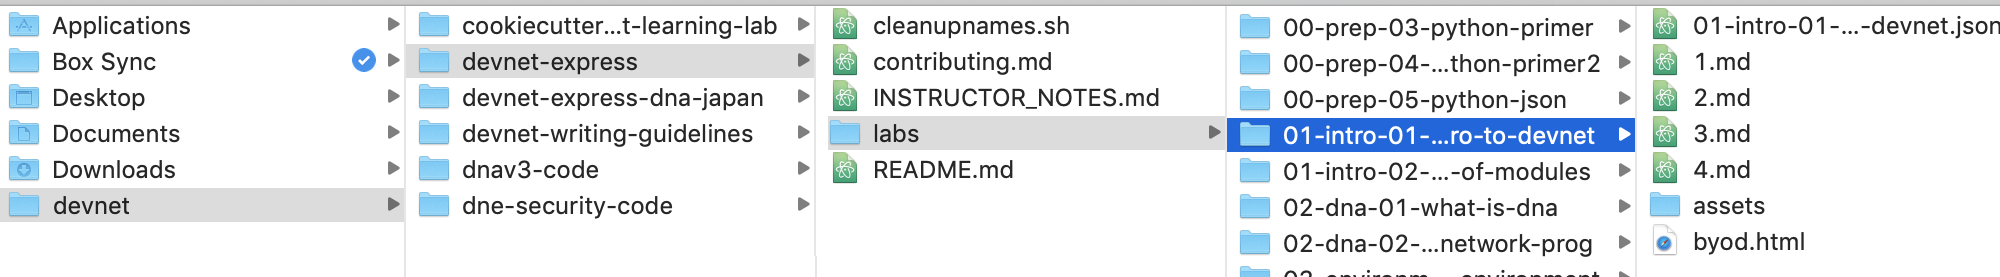 Applications
Box Sync
Desktop
Documents
Downloads
devnet
cookiecutter...t-learning-lab
devnet-express
devnet-express-dna-japan
devnet-writing-guidelines
dnav3-code
dne-security-code
cleanupnames.sh
contributing.md
INSTRUCTOR_NOTES.md
labs
README.md
00-prep-03-python-primer
00-prep-04-...thon-primer2
00-prep-05-python-json
01-intro-01-...ro-to-devnet
01-intro-02-...-of-modules
02-dna-01-what-is-dna
02-dna-02-...network-prog
01-intro-01-...-devnet.json
1.md
2.md
3.md
4.md
assets
byod.html